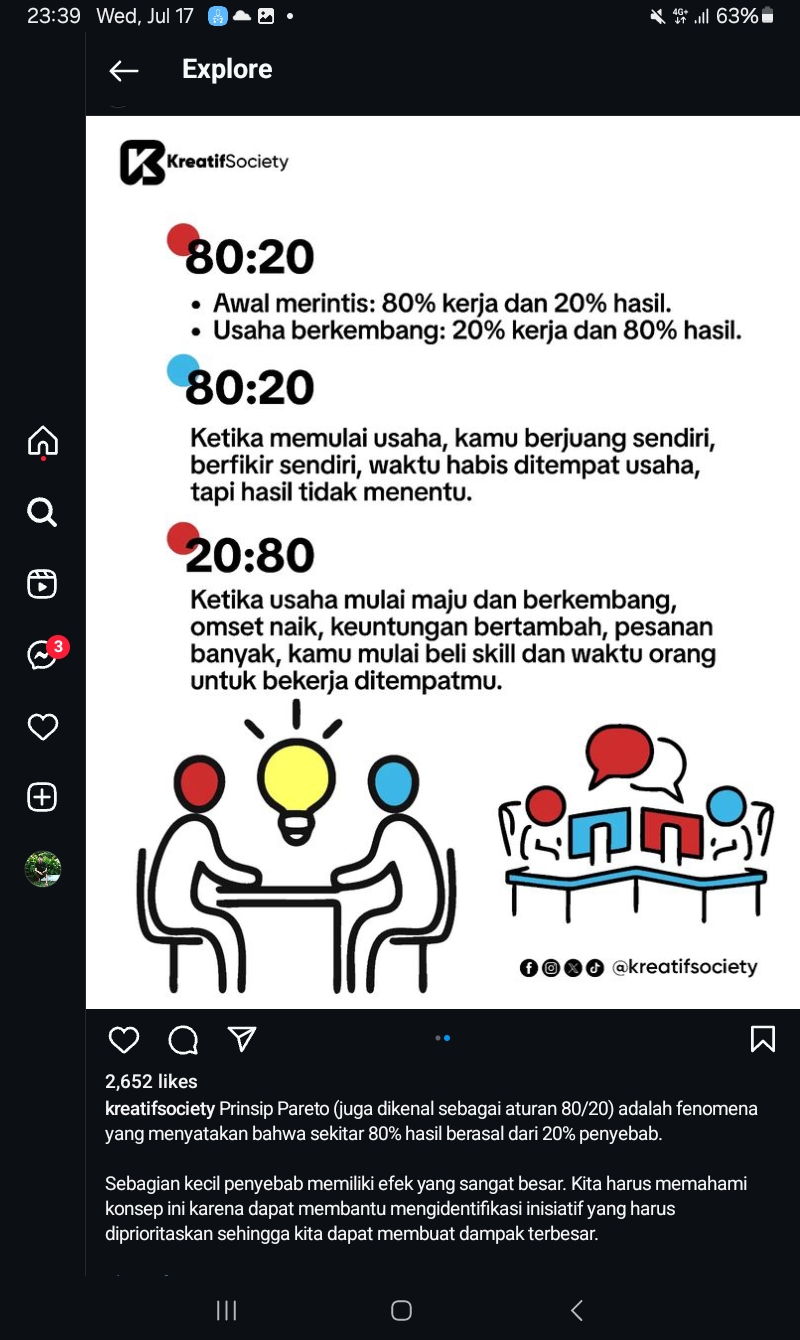 23:39 Wed, Jul 17
4G+ 63%
Explore
KreatifSociety
80:20
• Awal merintis: 80% kerja dan 20% hasil.
• Usaha berkembang: 20% kerja dan 80% hasil.
80:20
Ketika memulai usaha, kamu berjuang sendiri,
berfikir sendiri, waktu habis ditempat usaha,
tapi hasil tidak menentu.
20:80
Ketika usaha mulai maju dan berkembang,
omset naik, keuntungan bertambah, pesanan
banyak, kamu mulai beli skill dan waktu orang
untuk bekerja ditempatmu.
3
@kreatifsociety
2,652 likes
kreatifsociety Prinsip Pareto (juga dikenal sebagai aturan 80/20) adalah fenomena
yang menyatakan bahwa sekitar 80% hasil berasal dari 20% penyebab.
Sebagian kecil penyebab memiliki efek yang sangat besar. Kita harus memahami
konsep ini karena dapat membantu mengidentifikasi inisiatif yang harus
diprioritaskan sehingga kita dapat membuat dampak terbesar.